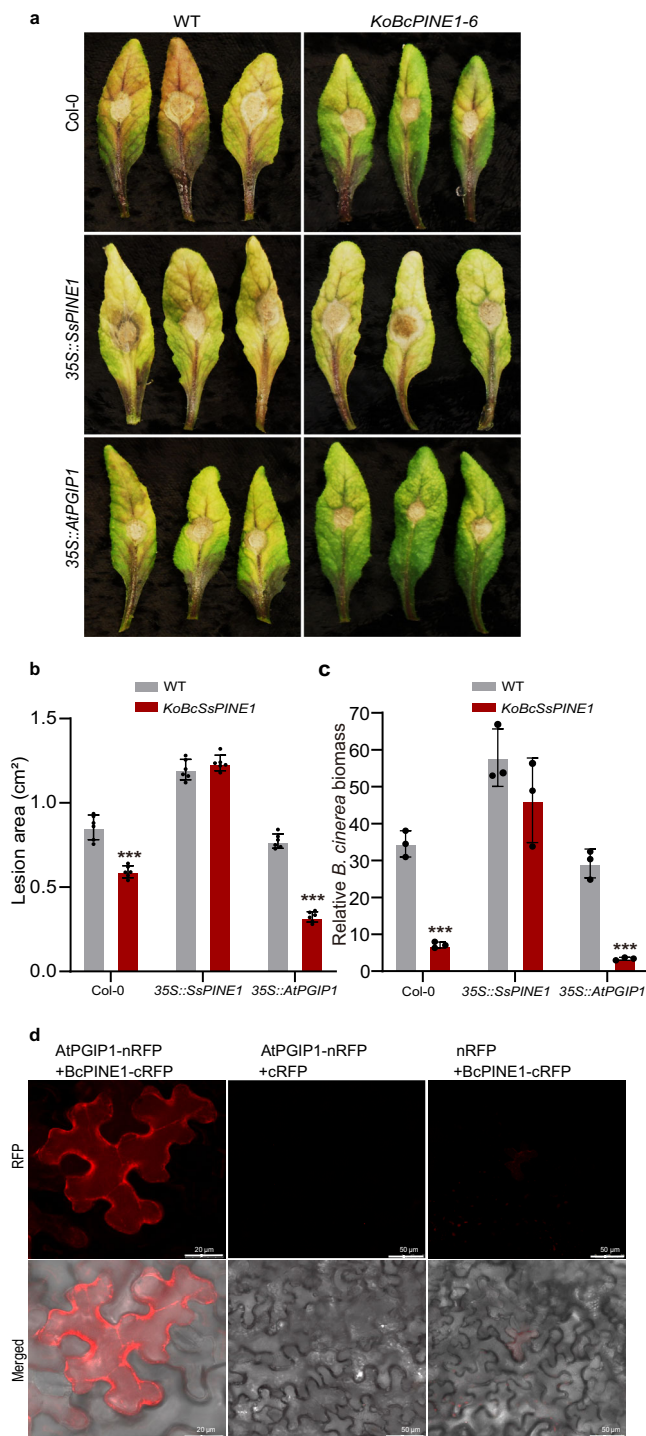 a
WT
KoBcPINE1-6
Col-0
35S::SsPINE1
35S::AtPGIP1
b
WT
KoBcSsPINE1
Lesion area (cm²)
1.5
1.0
0.5
0.0
***
***
Col-0
35S::SsPINE1
35S::AtPGIP1
c
WT
KoBcSsPINE1
Relative B. cinerea biomass
70
60
50
40
30
20
10
0
***
***
Col-0
35S::SsPINE1
35S::AtPGIP1
d
AtPGIP1-nRFP
+BcPINE1-cRFP
AtPGIP1-nRFP
+cRFP
nRFP
+BcPINE1-cRFP
RFP
20 µm
50 µm
50 µm
Merged
20 µm
50 µm
50 µm